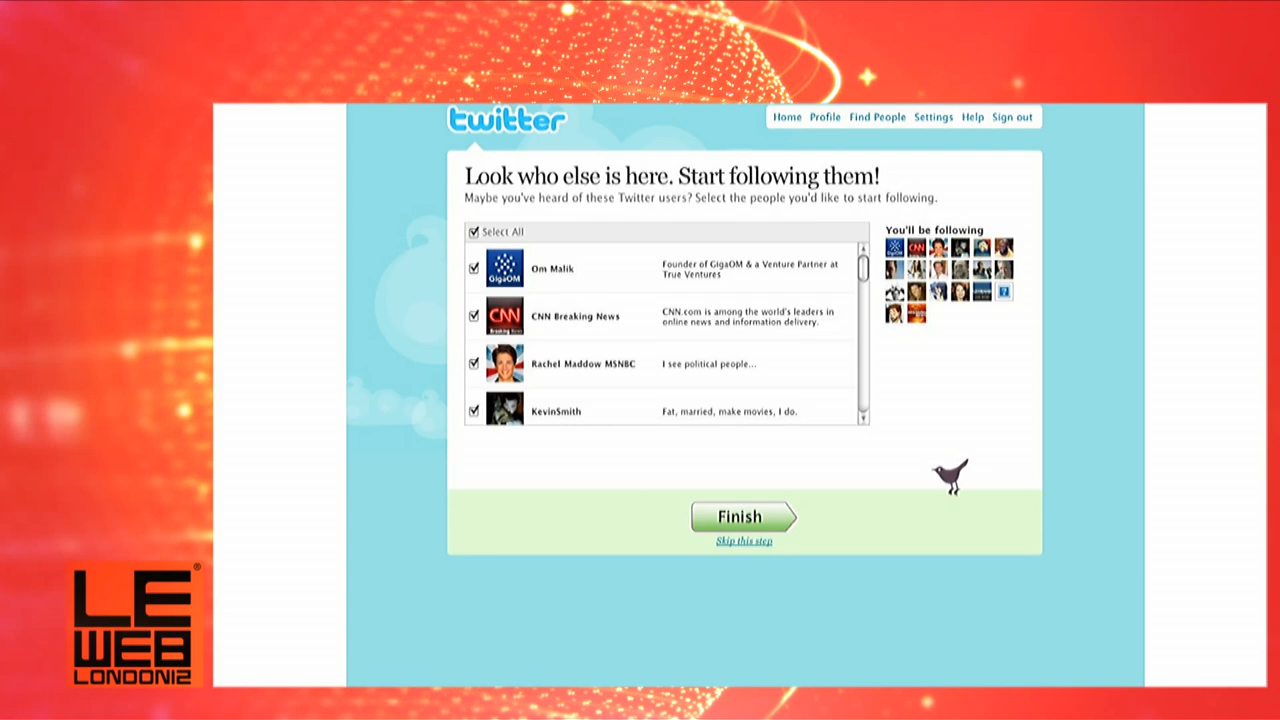 twitter
Home Profile Find People Settings Help Sign out
Look who else is here. Start following them!
Maybe you've heard of these Twitter users? Select the people you'd like to start following.
Select All
You'll be following
GigaOM
Om Malik
Founder of GigaOM & a Venture Partner at
True Ventures
CNN
Breaking News
CNN Breaking News
CNN.com is among the world's leaders in
online news and information delivery.
Rachel Maddow MSNBC
I see political people...
KevinSmith
Fat, married, make movies, I do.
CNN
?
Finish
Skip this step
LE®
WEB
LONDON12